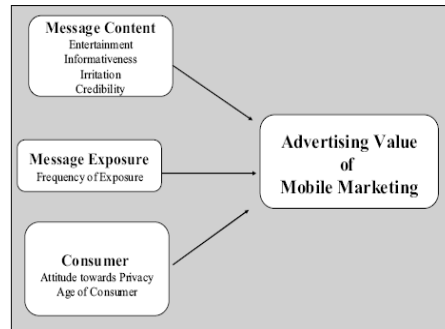 Message Content
Entertainment
Informativeness
Irritation
Credibility
Message Exposure
Frequency of Exposure
Consumer
Attitude towards Privacy
Age of Consumer
Advertising Value
of
Mobile Marketing